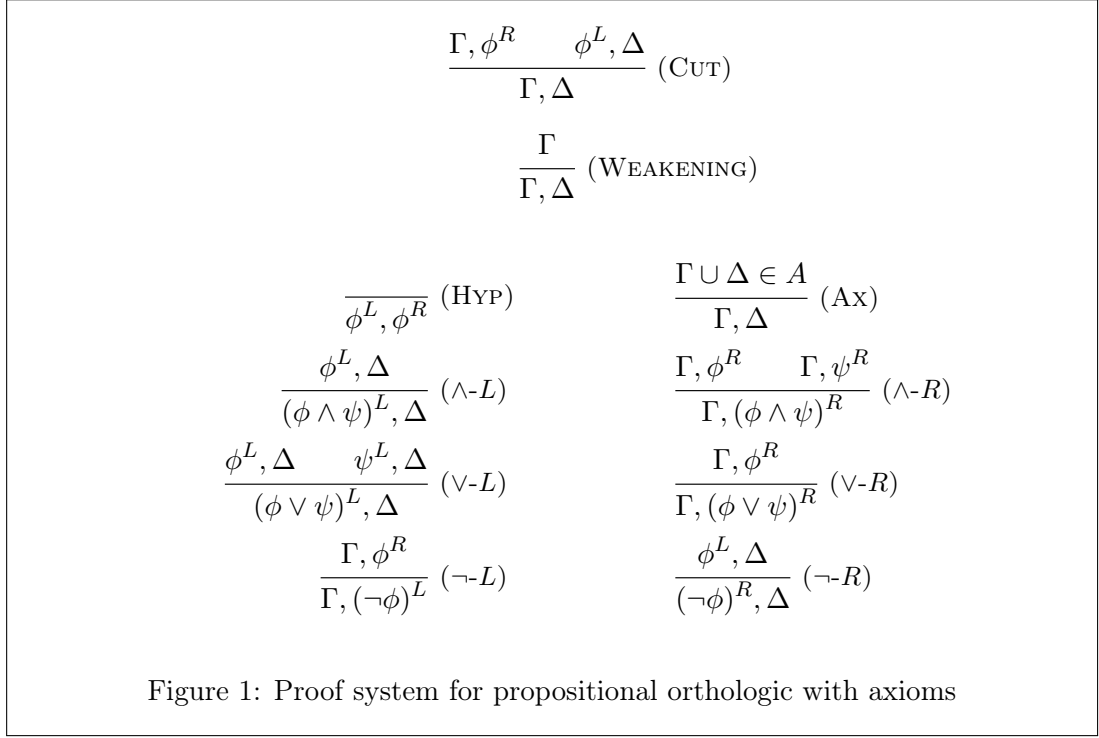 Γ, φ^R    φ^L, Δ
Γ, Δ (CUT)
Γ
Γ, Δ (WEAKENING)
φ^L, φ^R (HYP)
Γ ∪ Δ ∈ A
Γ, Δ (AX)
φ^L, Δ
(φ ∧ ψ)^L, Δ (∧-L)
Γ, φ^R    Γ, ψ^R
Γ, (φ ∧ ψ)^R (∧-R)
φ^L, Δ    ψ^L, Δ
(φ ∨ ψ)^L, Δ (∨-L)
Γ, φ^R
Γ, (φ ∨ ψ)^R (∨-R)
Γ, φ^R
Γ, (¬φ)^L (¬-L)
φ^L, Δ
(¬φ)^R, Δ (¬-R)
Figure 1: Proof system for propositional orthologic with axioms